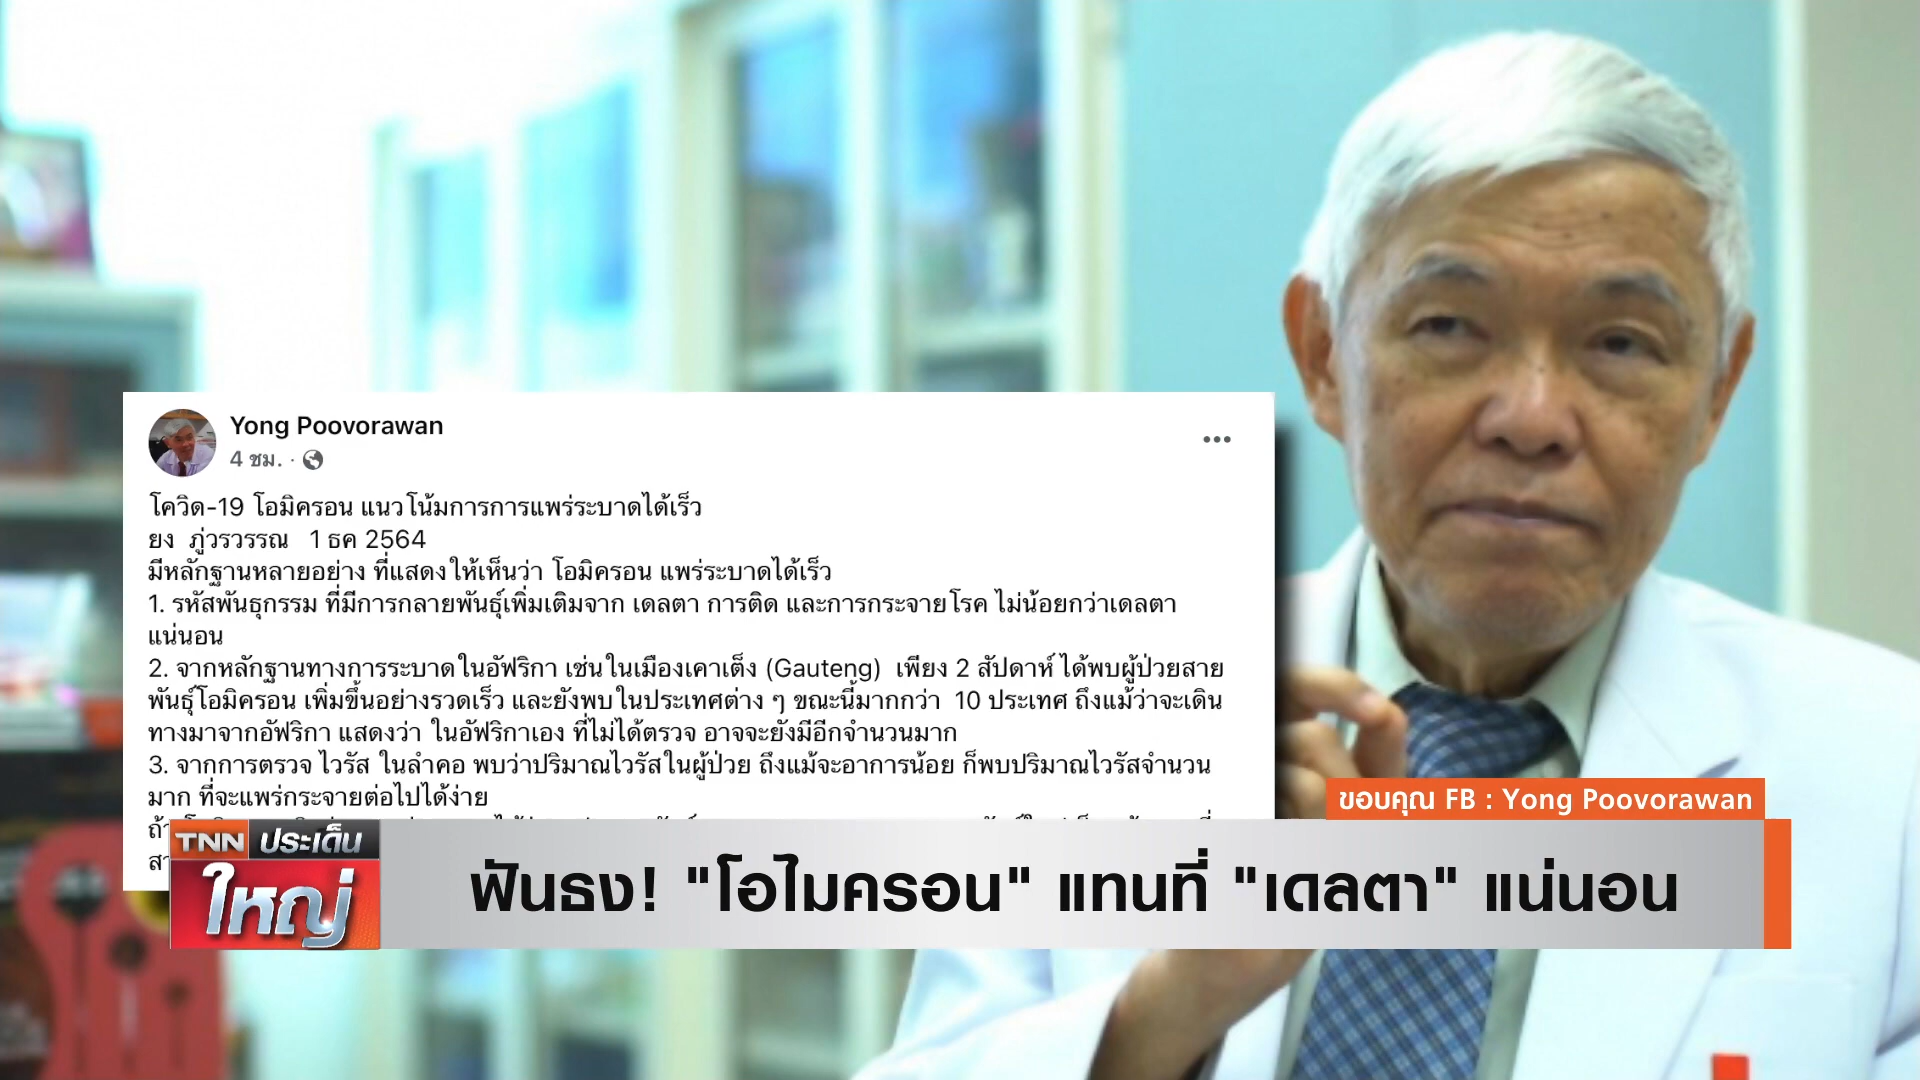 Yong Poovorawan
4 ชม. ·
โควิด-19 โอมิครอน แนวโน้มการการแพร่ระบาดได้เร็ว
ยง ภู่วรวรรณ 1 ธค 2564
มีหลักฐานหลายอย่าง ที่แสดงให้เห็นว่า โอมิครอน แพร่ระบาดได้เร็ว
1. รหัสพันธุกรรม ที่มีการกลายพันธุ์เพิ่มเติมจาก เดลตา การติด และการกระจายโรค ไม่น้อยกว่าเดลตา
แน่นอน
2. จากหลักฐานทางการระบาดในอัฟริกา เช่นในเมืองเคาเต็ง (Gauteng) เพียง 2 สัปดาห์ ได้พบผู้ป่วยสาย
พันธุ์โอมิครอน เพิ่มขึ้นอย่างรวดเร็ว และยังพบในประเทศต่าง ๆ ขณะนี้มากกว่า 10 ประเทศ ถึงแม้ว่าจะเดิน
ทางมาจากอัฟริกา แสดงว่า ในอัฟริกาเอง ที่ไม่ได้ตรวจ อาจจะยังมีอีกจำนวนมาก
3. จากการตรวจ ไวรัส ในลำคอ พบว่าปริมาณไวรัสในผู้ป่วย ถึงแม้จะอาการน้อย ก็พบปริมาณไวรัสจำนวน
มาก ที่จะแพร่กระจายต่อไปได้ง่าย
ขอบคุณ FB : Yong Poovorawan
TNN ประเด็น
ใหญ่
ฟันธง! "โอไมครอน" แทนที่ "เดลตา" แน่นอน